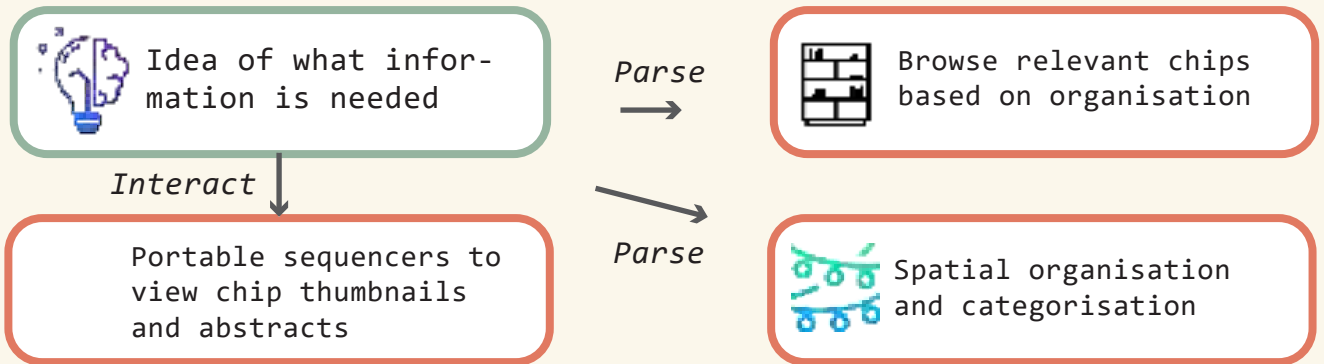 Idea of what infor-
mation is needed
Parse
Browse relevant chips
based on organisation
Interact
Portable sequencers to
view chip thumbnails
and abstracts
Parse
Spatial organisation
and categorisation